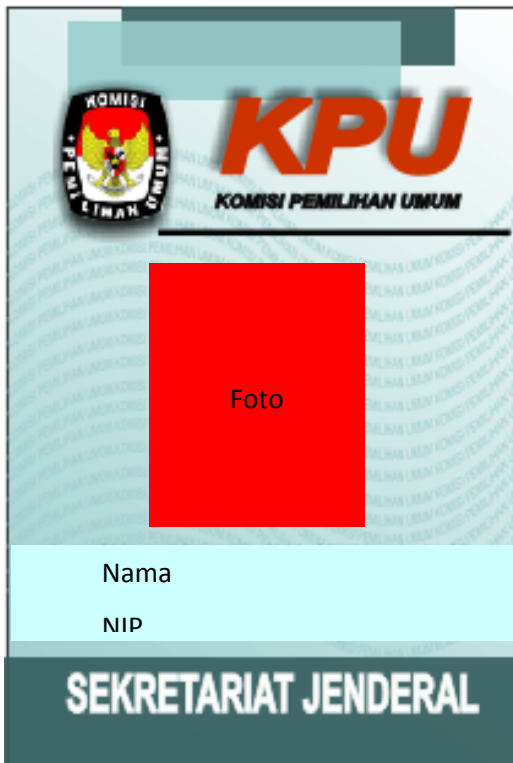 KOMISI
PEMILIHAN UMUM
KPU
KOMISI PEMILIHAN UMUM
Foto
Nama
NIP
SEKRETARIAT JENDERAL